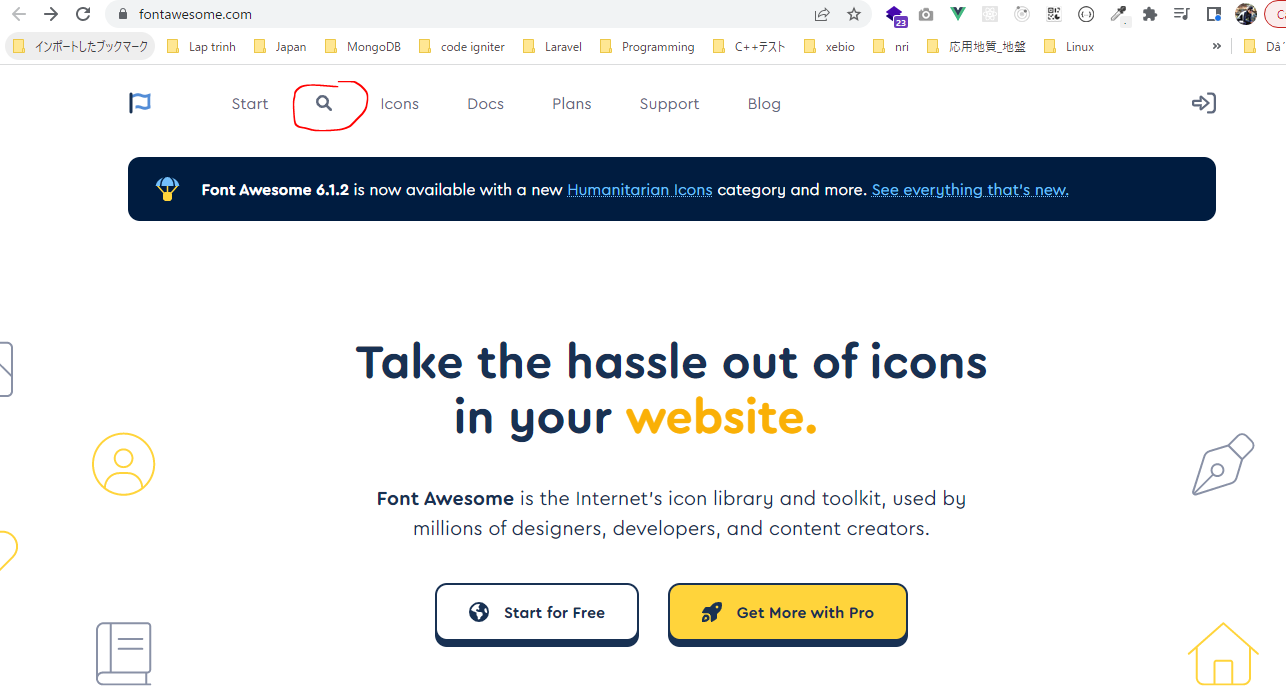 fontawesome.com
23
インポートしたブックマーク Lap trinh Japan MongoDB code igniter Laravel Programming C++テスト xebio nri 応用地質_地盤 Linux »
Start Icons Docs Plans Support Blog
Font Awesome 6.1.2 is now available with a new Humanitarian Icons category and more. See everything that's new.
Take the hassle out of icons
in your website.
Font Awesome is the Internet's icon library and toolkit, used by
millions of designers, developers, and content creators.
Start for Free Get More with Pro